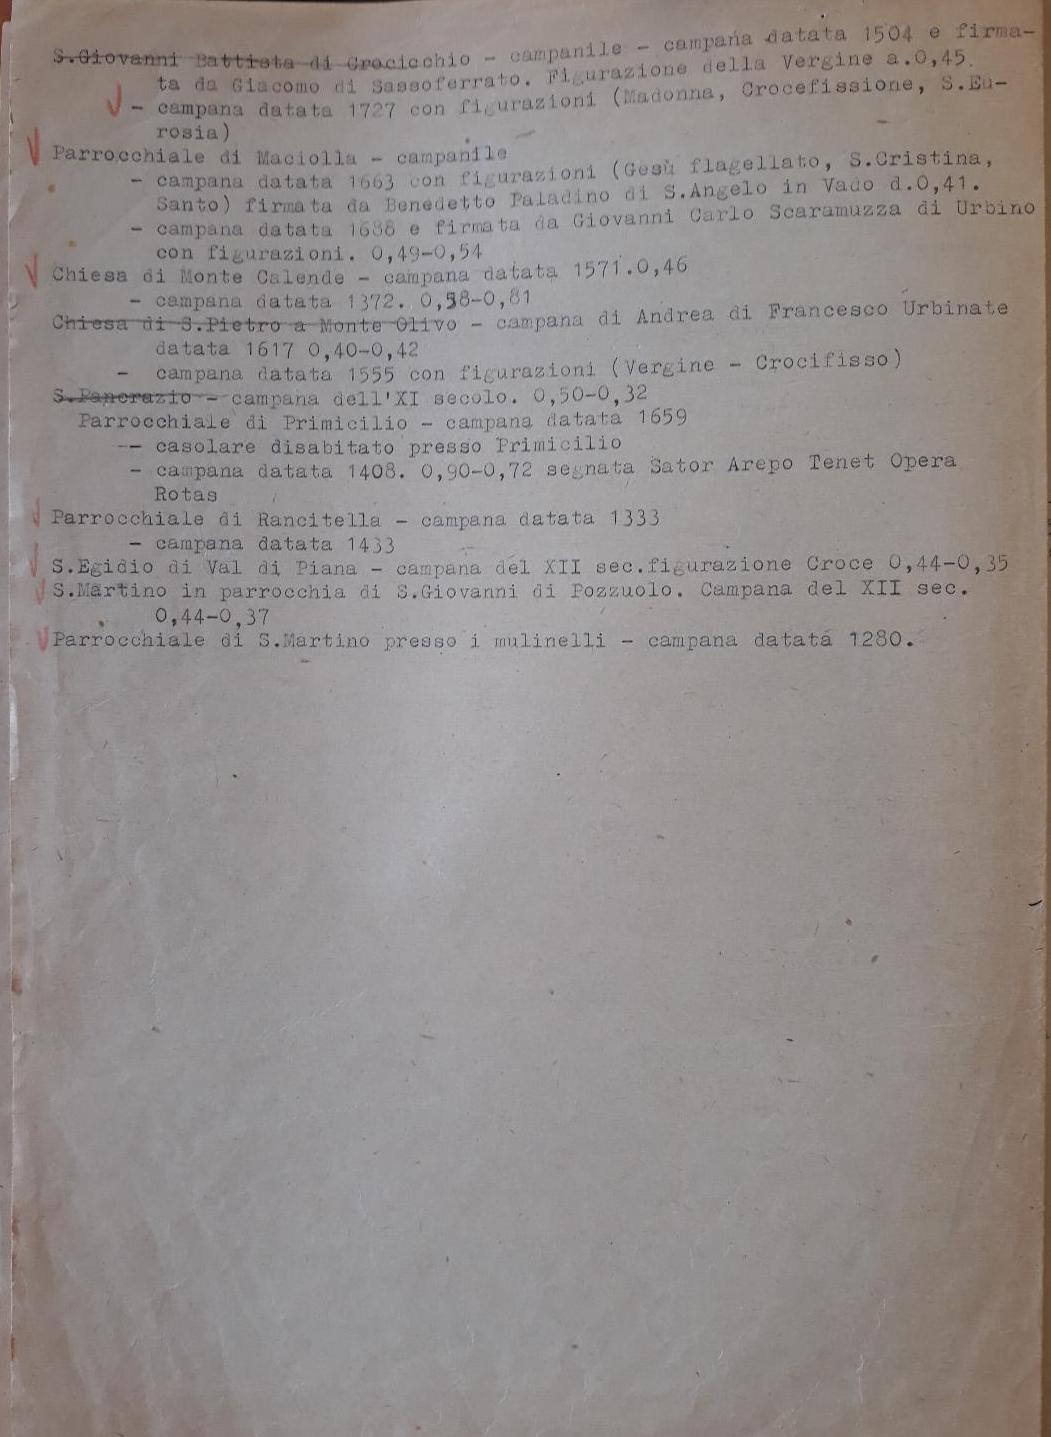 S.Giovanni Battista di Crocicchio - campanile - campana datata 1504 e firma-
ta da Giacomo di Sassoferrato. Figurazione della Vergine a.0,45.
- campana datata 1727 con figurazioni (Madonna, Crocefissione, S.Eu-
rosia)
Parrocchiale di Maciolla - campanile
- campana datata 1663 con figurazioni (Gesù flagellato, S.Cristina,
Santo) firmata da Benedetto Paladino di S.Angelo in Vado d.0,41.
- campana datata 1688 e firmata da Giovanni Carlo Scaramuzza di Urbino
con figurazioni. 0,49-0,54
Chiesa di Monte Calende - campana datata 1571.0,46
- campana datata 1372. 0,58-0,81
Chiesa di S.Pietro a Monte Olivo - campana di Andrea di Francesco Urbinate
datata 1617 0,40-0,42
- campana datata 1555 con figurazioni (Vergine - Crocifisso)
S.Pancrazio - campana dell'XI secolo. 0,50-0,32
Parrocchiale di Primicilio - campana datata 1659
-- casolare disabitato presso Primicilio
- campana datata 1408. 0,90-0,72 segnata Sator Arepo Tenet Opera
Rotas
Parrocchiale di Rancitella - campana datata 1333
- campana datata 1433
S.Egidio di Val di Piana - campana del XII sec.figurazione Croce 0,44-0,35
S.Martino in parrocchia di S.Giovanni di Pozzuolo. Campana del XII sec.
0,44-0,37
Parrocchiale di S.Martino presso i mulinelli - campana datata 1280.